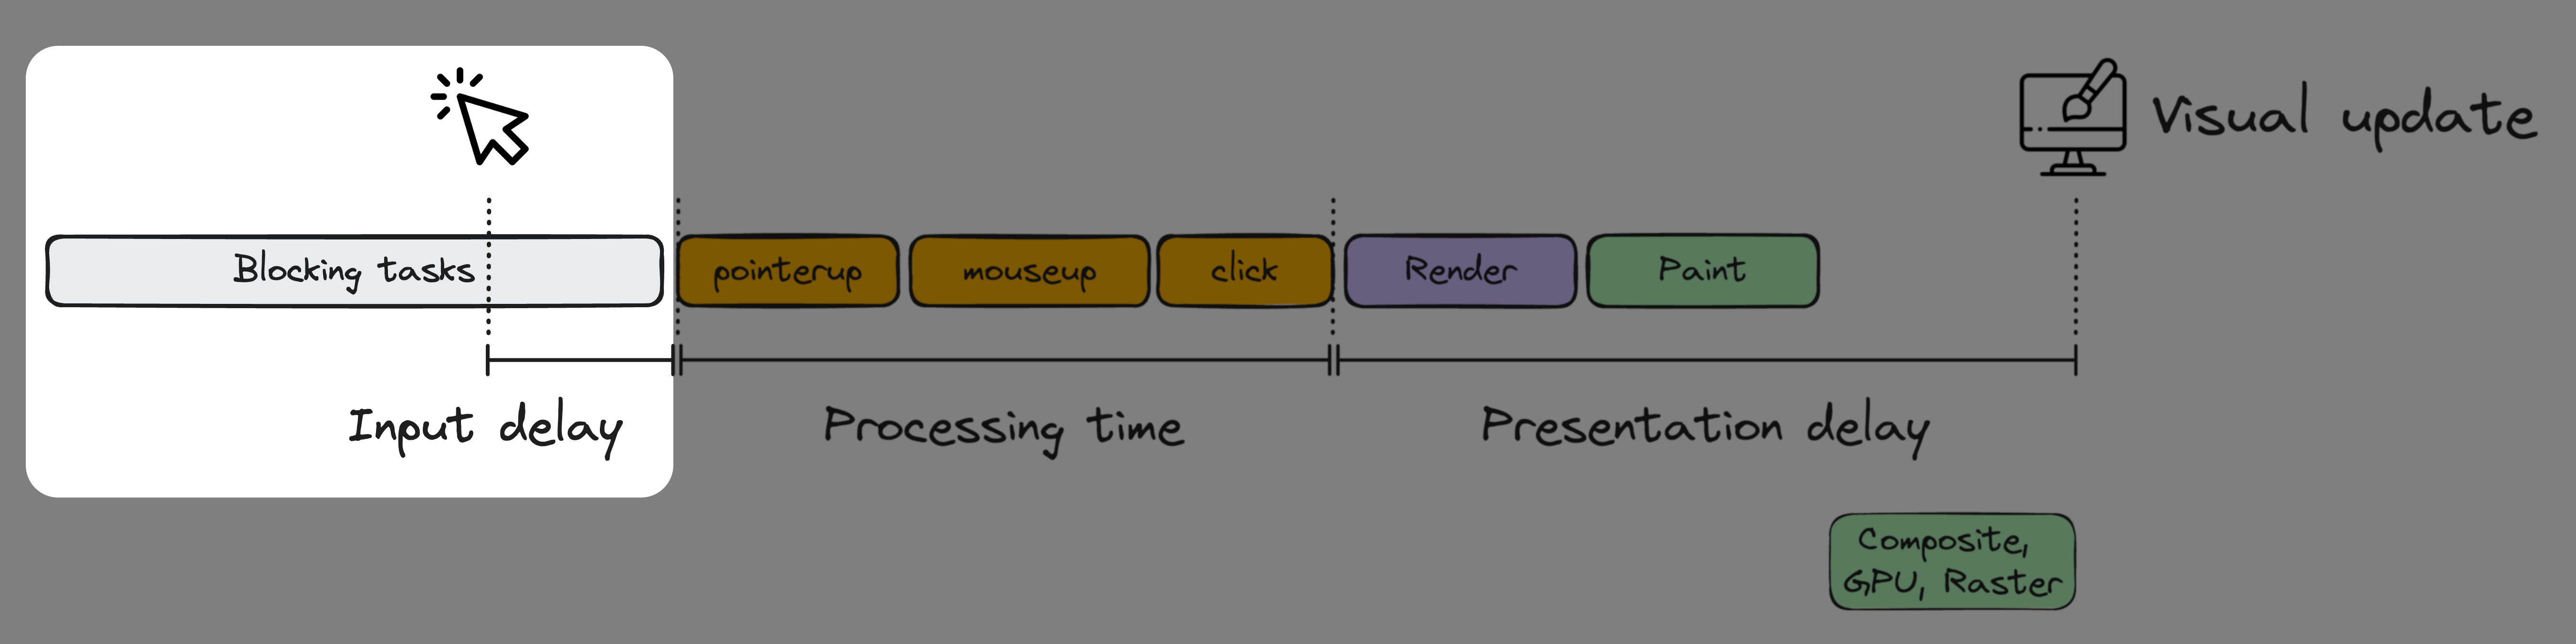 Visual update
Blocking tasks
pointerup
mouseup
click
Render
Paint
Input delay
Processing time
Presentation delay
Composite,
GPU, Raster